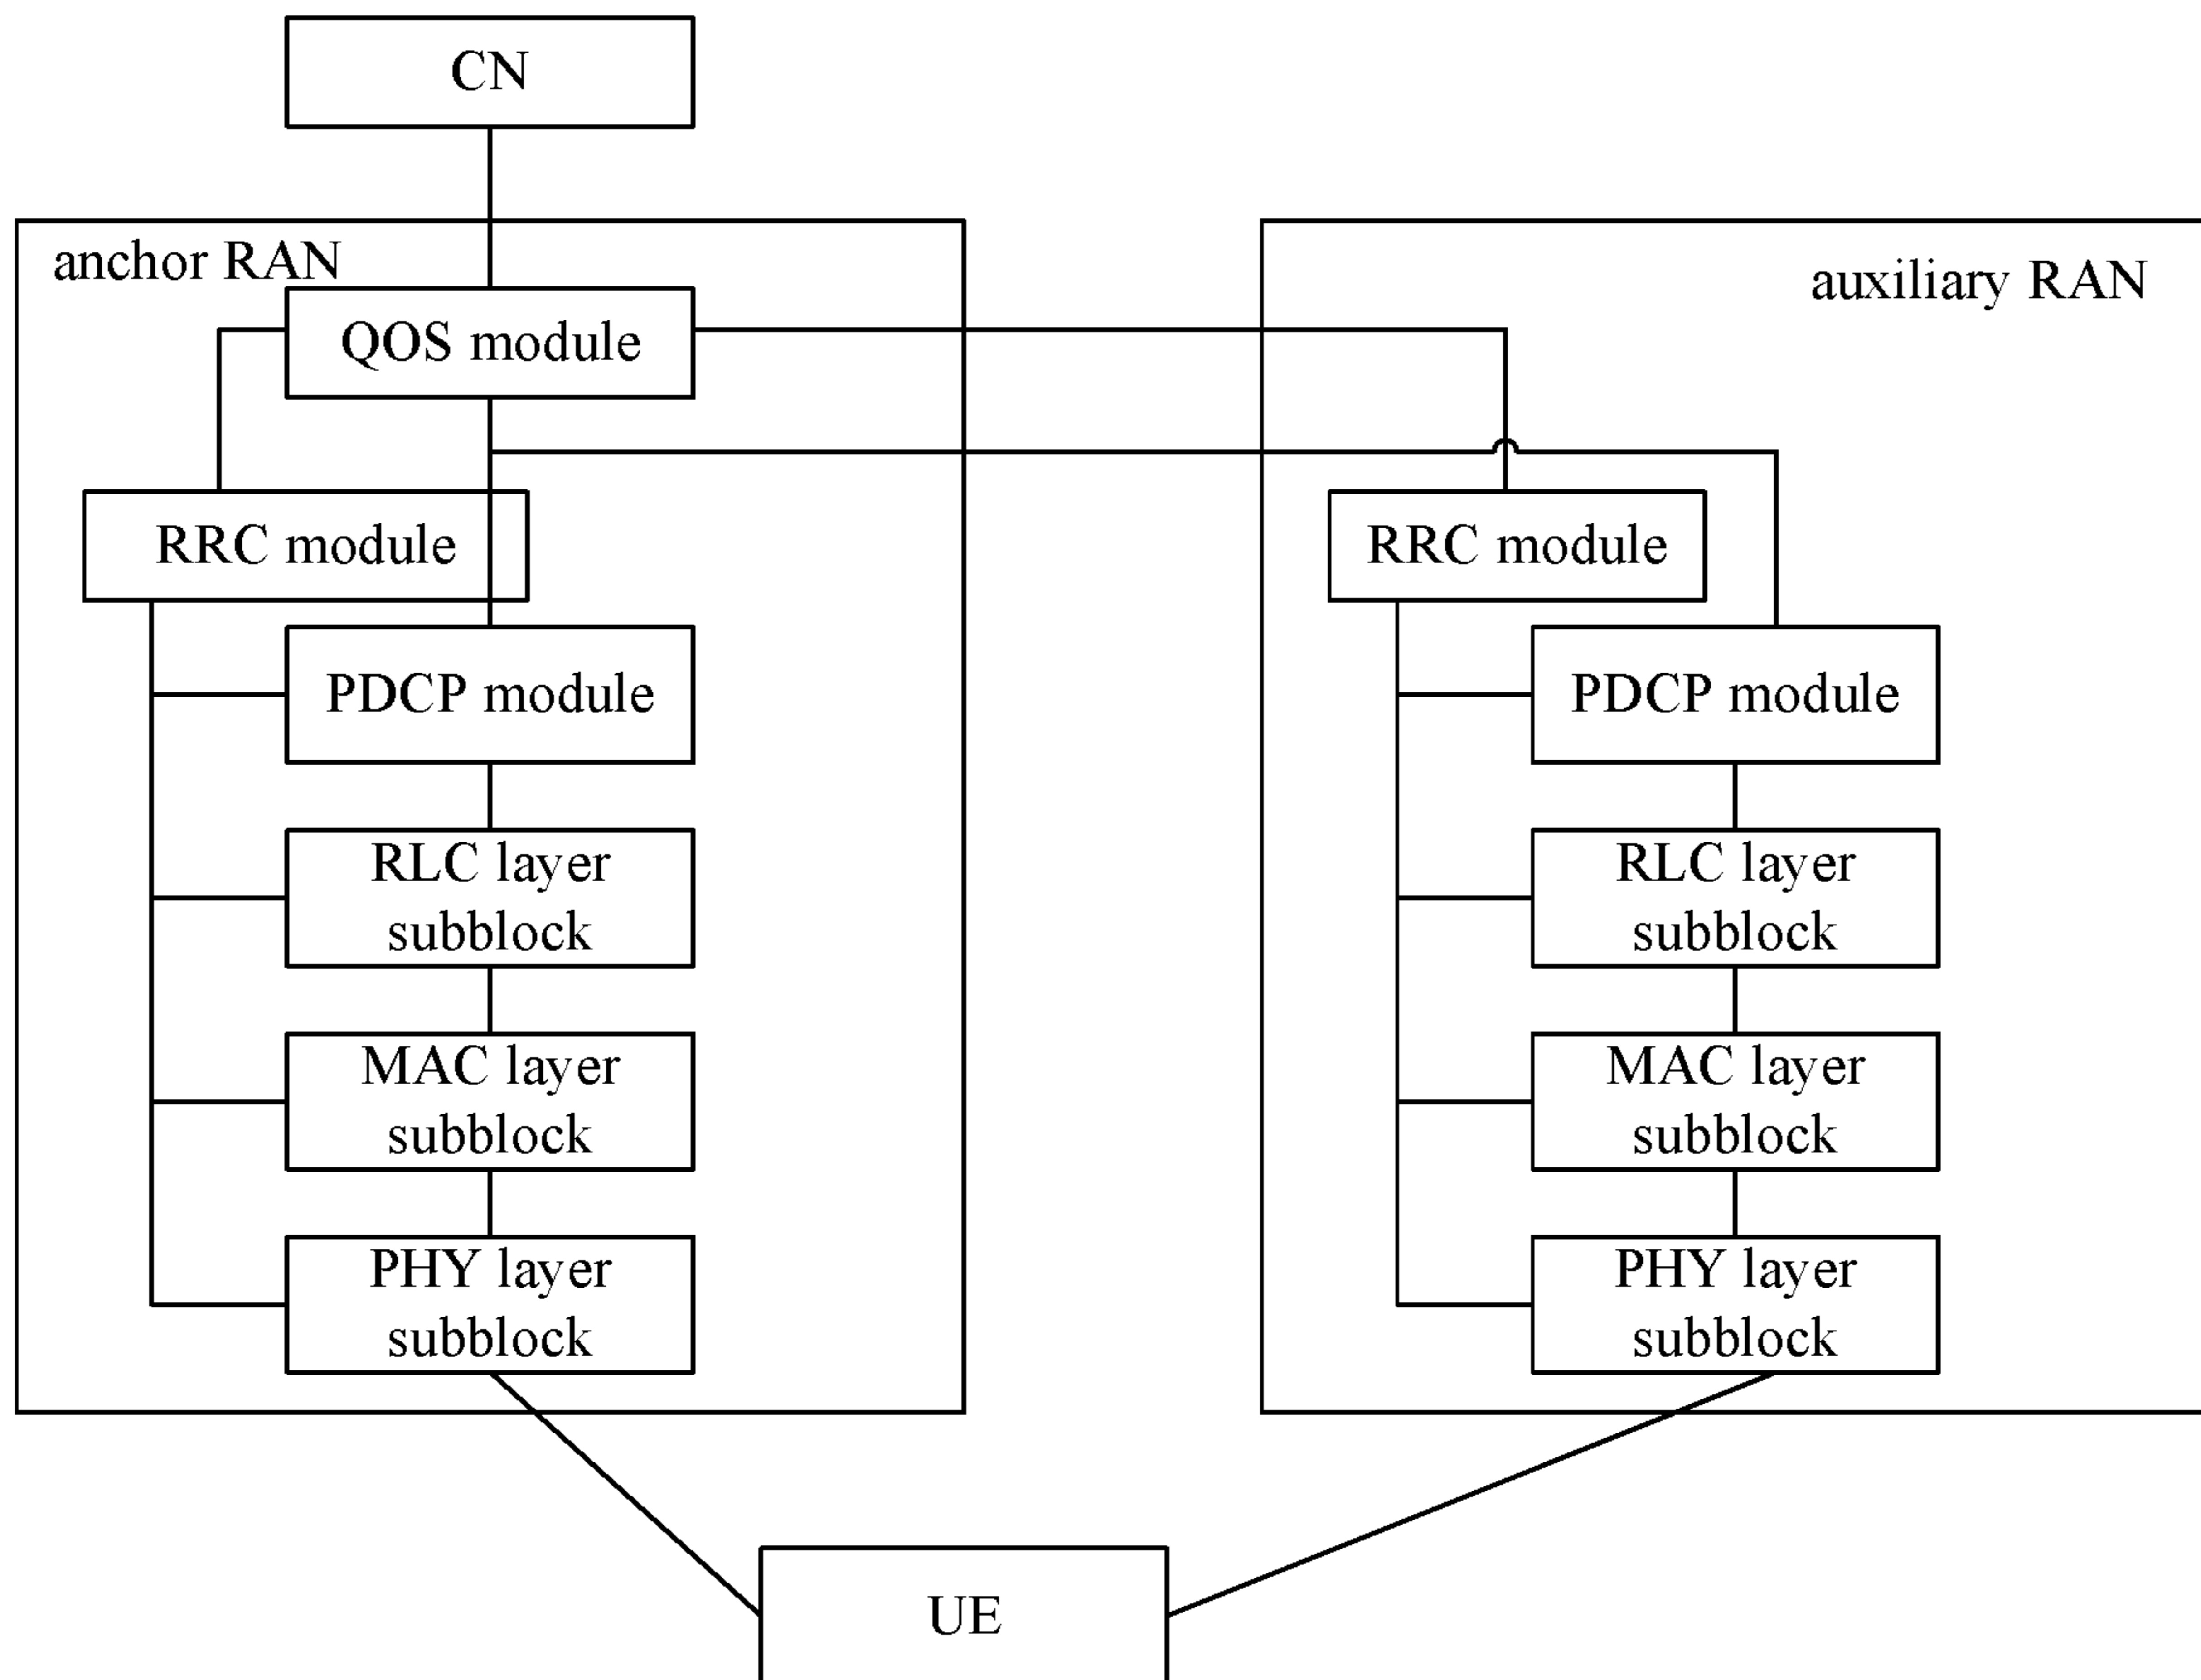 CN
anchor RAN
auxiliary RAN
QOS module
RRC module
RRC module
PDCP module
PDCP module
RLC layer
subblock
RLC layer
subblock
MAC layer
subblock
MAC layer
subblock
PHY layer
subblock
PHY layer
subblock
UE